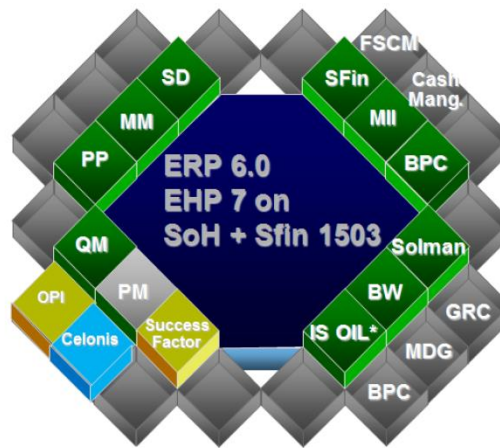 FSCM
SD
SFin
Cash
Mang.
MM
MII
PP
BPC
ERP 6.0
EHP 7 on
SoH + Sfin 1503
QM
Solman
OPI
PM
BW
GRC
Celonis
Success
Factor
IS OIL*
MDG
BPC